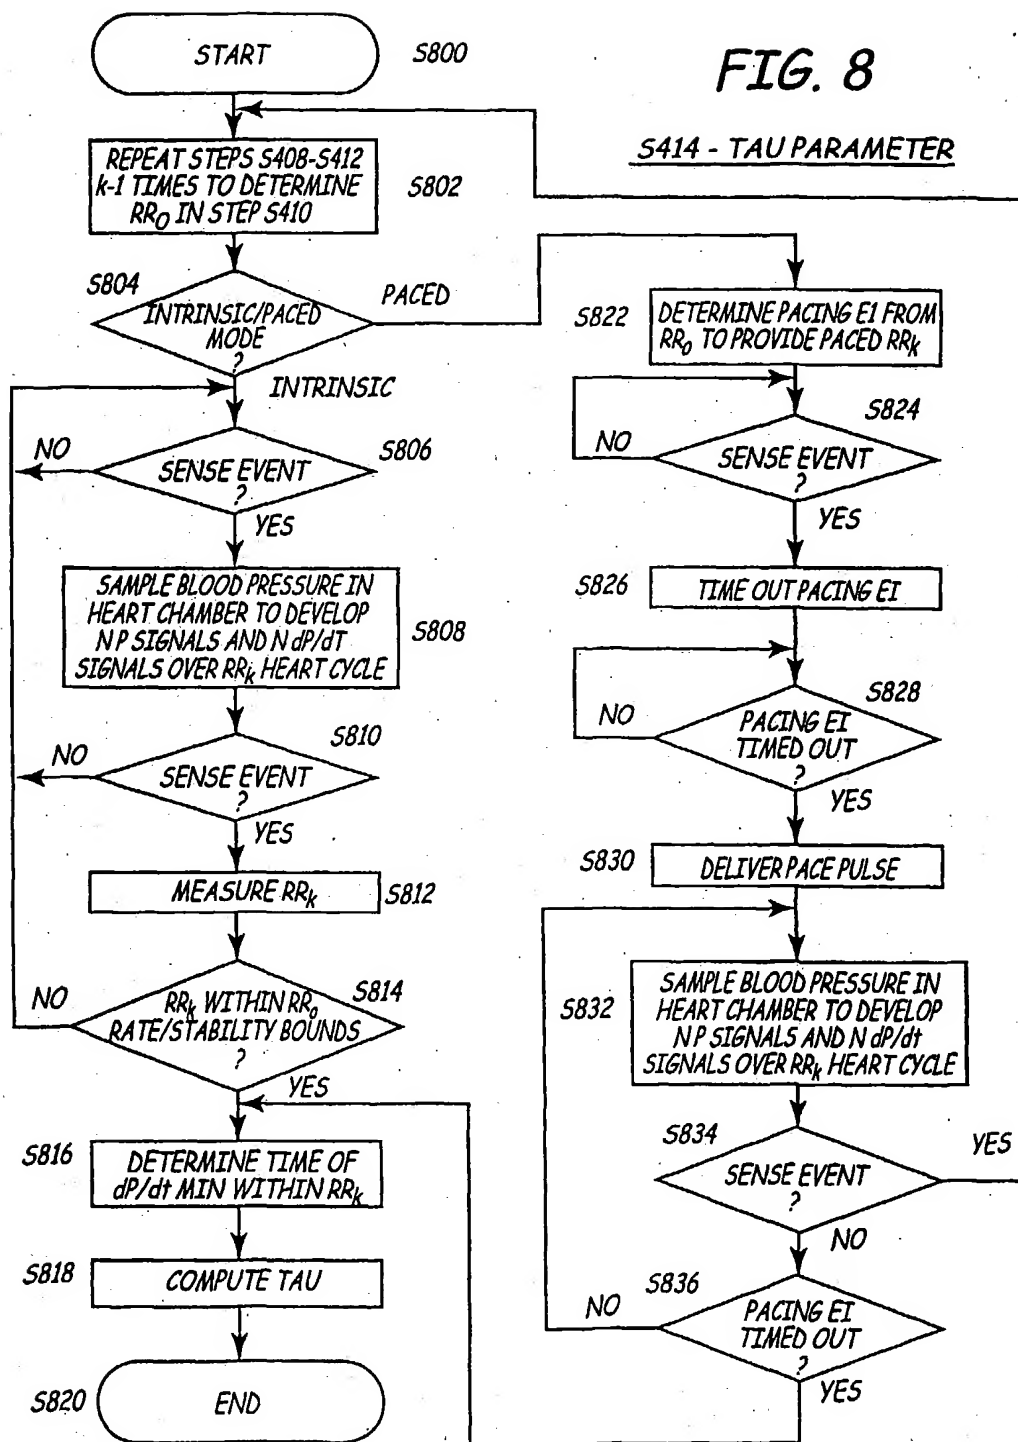 START
S800
FIG. 8
S414 - TAU PARAMETER
REPEAT STEPS S408-S412
k-1 TIMES TO DETERMINE
RRO IN STEP S410
S802
S804
INTRINSIC/PACED
MODE
?
PACED
INTRINSIC
NO
SENSE EVENT
?
S806
YES
SAMPLE BLOOD PRESSURE IN
HEART CHAMBER TO DEVELOP
N P SIGNALS AND N dP/dT
SIGNALS OVER RRk HEART CYCLE
S808
S810
NO
SENSE EVENT
?
YES
MEASURE RRk
S812
NO
RRk WITHIN RRo
RATE/STABILITY BOUNDS
?
S814
YES
S816
DETERMINE TIME OF
dP/dt MIN WITHIN RRk
S818
COMPUTE TAU
S820
END
S822
DETERMINE PACING EI FROM
RRo TO PROVIDE PACED RRk
S824
NO
SENSE EVENT
?
YES
S826
TIME OUT PACING EI
S828
NO
PACING EI
TIMED OUT
?
YES
S830
DELIVER PACE PULSE
S832
SAMPLE BLOOD PRESSURE IN
HEART CHAMBER TO DEVELOP
N P SIGNALS AND N dP/dt
SIGNALS OVER RRk HEART CYCLE
S834
YES
SENSE EVENT
?
NO
S836
NO
PACING EI
TIMED OUT
?
YES